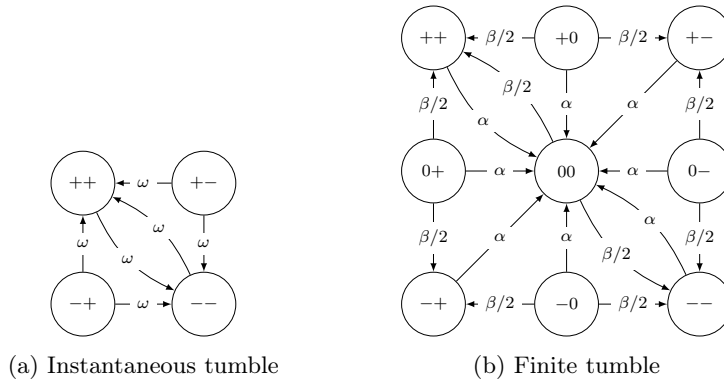 ++ β/2 +0 β/2 +-
β/2 β/2 α α β/2
α
++ ω +- 0+ α 00 α 0-
ω ω ω ω
β/2 α α β/2 α β/2
-+ ω -- -+ β/2 -0 β/2 --
(a) Instantaneous tumble
(b) Finite tumble